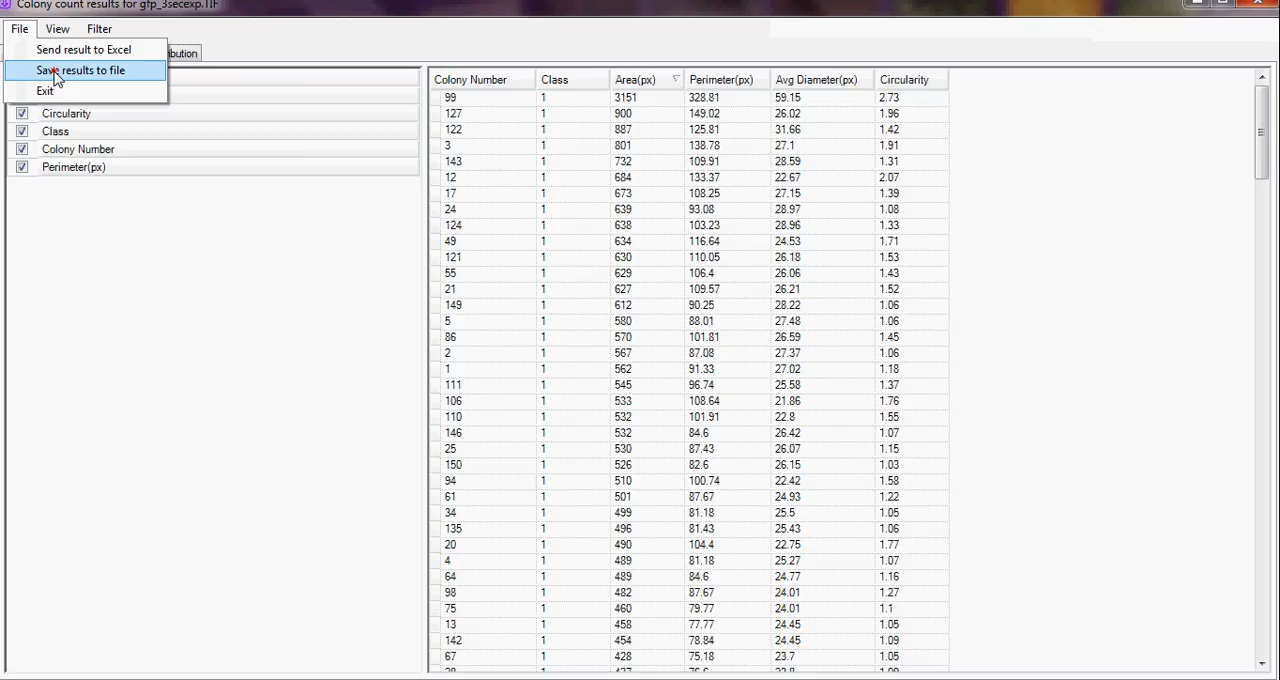 Colony count results for gfp_3secexp.TIF
File View Filter
Send result to Excel
Save results to file
Exit
ibution
Circularity
Class
Colony Number
Perimeter(px)
Colony Number Class Area(px) Perimeter(px) Avg Diameter(px) Circularity
99 1 3151 328.81 59.15 2.73
127 1 900 149.02 26.02 1.96
122 1 887 125.81 31.66 1.42
3 1 801 138.78 27.1 1.91
143 1 732 109.91 28.59 1.31
12 1 684 133.37 22.67 2.07
17 1 673 108.25 27.15 1.39
24 1 639 93.08 28.97 1.08
124 1 638 103.23 28.96 1.33
49 1 634 116.64 24.53 1.71
121 1 630 110.05 26.18 1.53
55 1 629 106.4 26.06 1.43
21 1 627 109.57 26.21 1.52
149 1 612 90.25 28.22 1.06
5 1 580 88.01 27.48 1.06
86 1 570 101.81 26.59 1.45
2 1 567 87.08 27.37 1.06
1 1 562 91.33 27.02 1.18
111 1 545 96.74 25.58 1.37
106 1 533 108.64 21.86 1.76
110 1 532 101.91 22.8 1.55
146 1 532 84.6 26.42 1.07
25 1 530 87.43 26.07 1.15
150 1 526 82.6 26.15 1.03
94 1 510 100.74 22.42 1.58
61 1 501 87.67 24.93 1.22
34 1 499 81.18 25.5 1.05
135 1 496 81.43 25.43 1.06
20 1 490 104.4 22.75 1.77
4 1 489 81.18 25.27 1.07
64 1 489 84.6 24.77 1.16
98 1 482 87.67 24.01 1.27
75 1 460 79.77 24.01 1.1
13 1 458 77.77 24.45 1.05
142 1 454 78.84 24.45 1.09
67 1 428 75.18 23.7 1.05